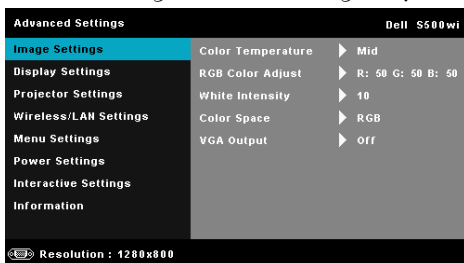 Advanced Settings Dell S500wi
Image Settings Color Temperature Mid
Display Settings RGB Color Adjust R: 50 G: 50 B: 50
Projector Settings White Intensity 10
Wireless/LAN Settings Color Space RGB
Menu Settings VGA Output Off
Power Settings
Interactive Settings
Information
Resolution : 1280x800